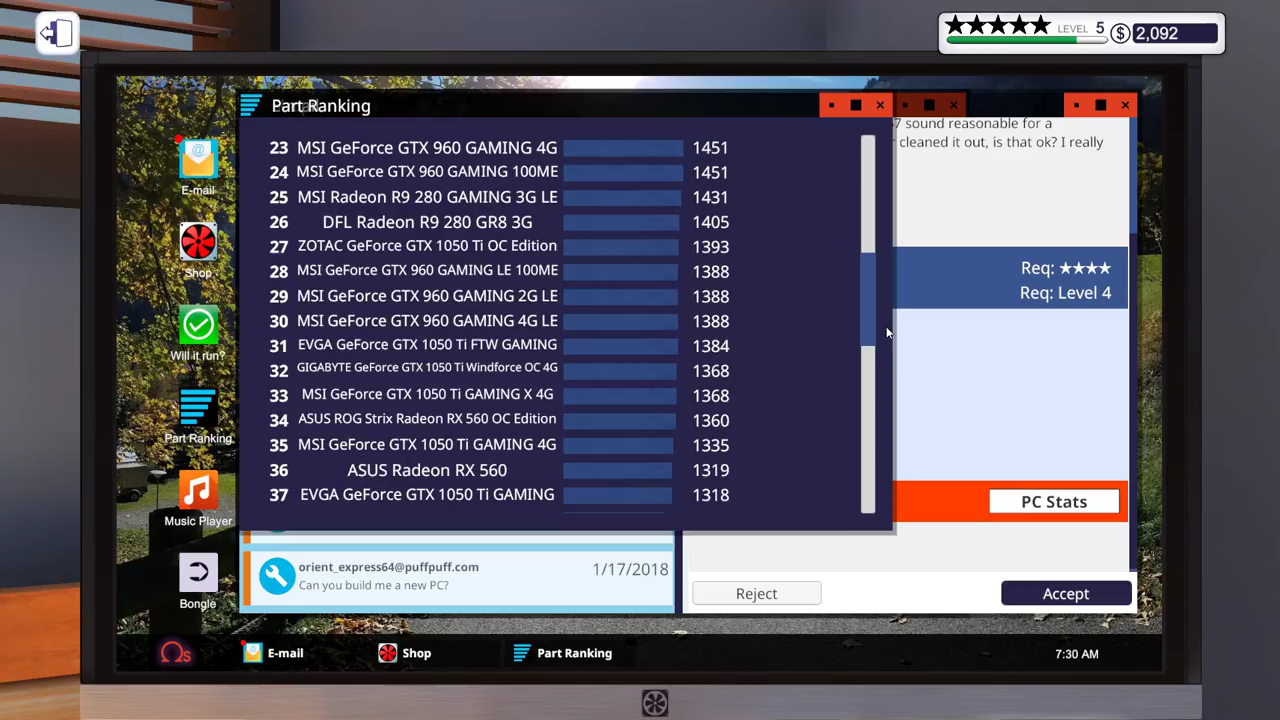 ★★★★★ LEVEL 5 $ 2,092
Part Ranking
23 MSI GeForce GTX 960 GAMING 4G 1451
24 MSI GeForce GTX 960 GAMING 100ME 1451
25 MSI Radeon R9 280 GAMING 3G LE 1431
26 DFL Radeon R9 280 GR8 3G 1405
27 ZOTAC GeForce GTX 1050 Ti OC Edition 1393
28 MSI GeForce GTX 960 GAMING LE 100ME 1388
29 MSI GeForce GTX 960 GAMING 2G LE 1388
30 MSI GeForce GTX 960 GAMING 4G LE 1388
31 EVGA GeForce GTX 1050 Ti FTW GAMING 1384
32 GIGABYTE GeForce GTX 1050 Ti Windforce OC 4G 1368
33 MSI GeForce GTX 1050 Ti GAMING X 4G 1368
34 ASUS ROG Strix Radeon RX 560 OC Edition 1360
35 MSI GeForce GTX 1050 Ti GAMING 4G 1335
36 ASUS Radeon RX 560 1319
37 EVGA GeForce GTX 1050 Ti GAMING 1318
7 sound reasonable for a
cleaned it out, is that ok? I really
Req: ★★★★
Req: Level 4
PC Stats
Reject
Accept
orient_express64@puffpuff.com 1/17/2018
Can you build me a new PC?
E-mail
Shop
Will it run?
Part Ranking
Music Player
Bongle
Ωs E-mail Shop Part Ranking 7:30 AM